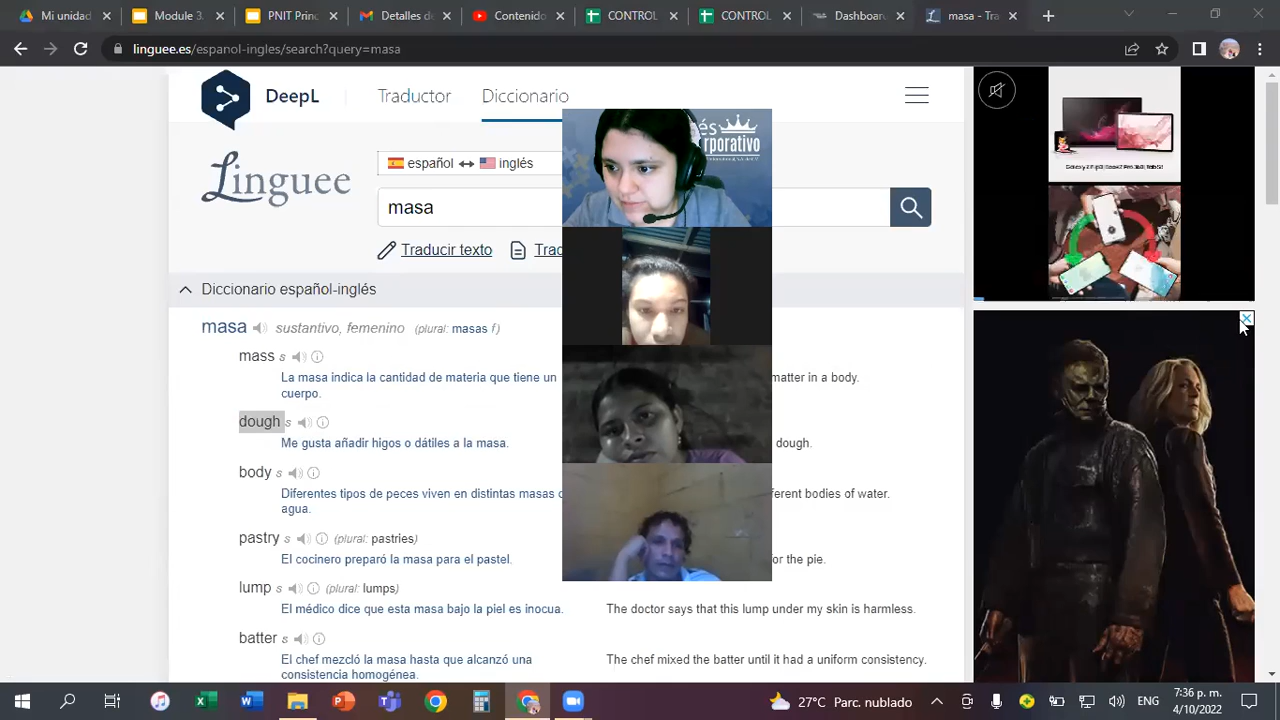 Mi unidad
Module 3.
PNIT Princ
Detalles de
Contenido
CONTROL
CONTROL
Dashboar
masa - Tra
linguee.es/espanol-ingles/search?query=masa
DeepL
Traductor
Diccionario
Linguee
español ↔ inglés
masa
Traducir texto
Trad
és
rporativo
Diccionario español-inglés
masa sustantivo, femenino (plural: masas f)
mass s
La masa indica la cantidad de materia que tiene un
cuerpo.
matter in a body.
dough s
Me gusta añadir higos o dátiles a la masa.
dough.
body s
Diferentes tipos de peces viven en distintas masas
agua.
ferent bodies of water.
pastry s (plural: pastries)
El cocinero preparó la masa para el pastel.
or the pie.
lump s (plural: lumps)
El médico dice que esta masa bajo la piel es inocua.
The doctor says that this lump under my skin is harmless.
batter s
El chef mezcló la masa hasta que alcanzó una
consistencia homogénea.
The chef mixed the batter until it had a uniform consistency.
27°C Parc. nublado
ENG
7:36 p. m.
4/10/2022